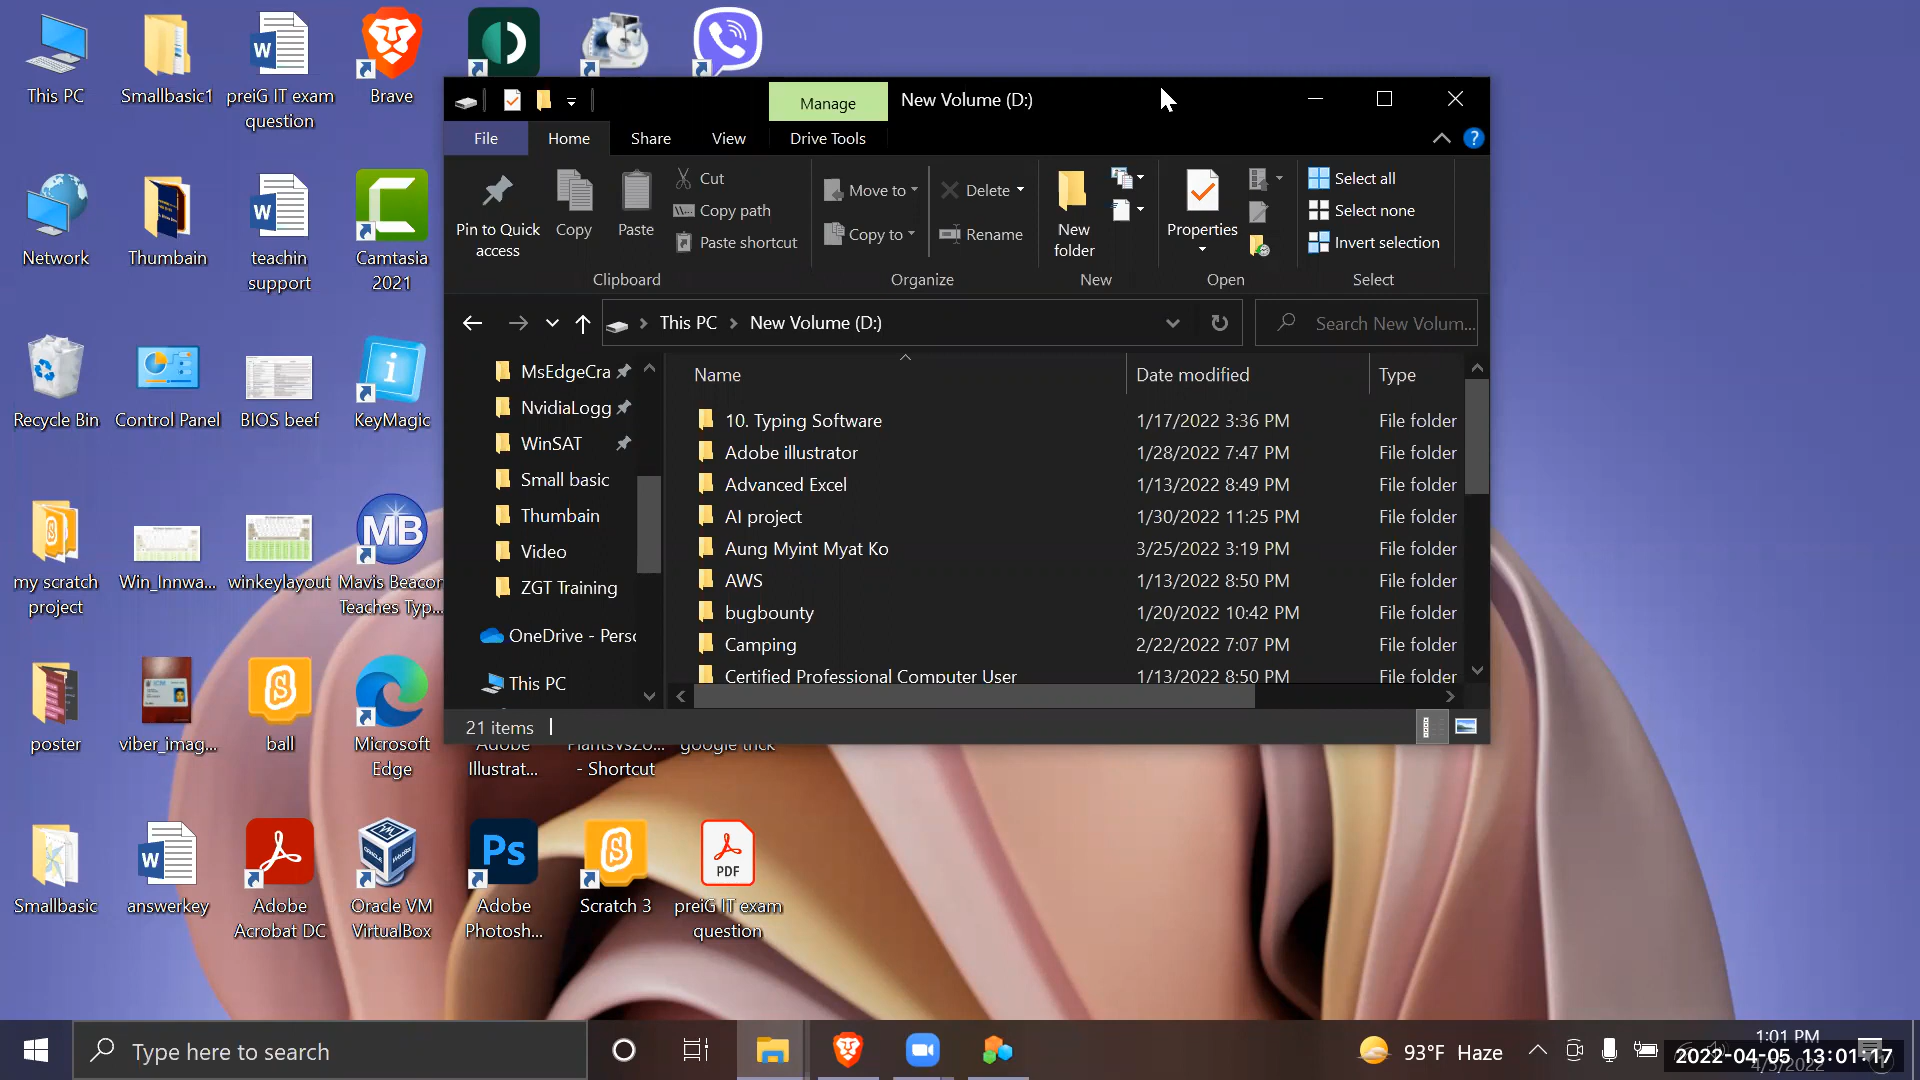 This PC
Smallbasic1
preiG IT exam
question
Brave
Network
Thumbain
teachin
support
Camtasia
2021
Recycle Bin
Control Panel
BIOS beef
KeyMagic
my scratch
project
Win_Innwa...
winkeylayout
MB
Mavis Beacon
Teaches Typ...
poster
viber_imag...
ball
Microsoft
Edge
Adobe
Illustrat...
PlantsVsZo...
- Shortcut
google trick
Smallbasic
answerkey
Adobe
Acrobat DC
Oracle VM
VirtualBox
Ps
Adobe
Photosh...
Scratch 3
PDF
preiG IT exam
question
Manage
New Volume (D:)
File
Home
Share
View
Drive Tools
?
Pin to Quick
access
Copy
Paste
Cut
Copy path
Paste shortcut
Clipboard
Move to
Copy to
Delete
Rename
Organize
New
folder
New
Properties
Open
Select all
Select none
Invert selection
Select
This PC
New Volume (D:)
Search New Volum...
MsEdgeCra
NvidiaLogg
WinSAT
Small basic
Thumbain
Video
ZGT Training
OneDrive - Perso
This PC
Name Date modified Type
10. Typing Software 1/17/2022 3:36 PM File folder
Adobe illustrator 1/28/2022 7:47 PM File folder
Advanced Excel 1/13/2022 8:49 PM File folder
AI project 1/30/2022 11:25 PM File folder
Aung Myint Myat Ko 3/25/2022 3:19 PM File folder
AWS 1/13/2022 8:50 PM File folder
bugbounty 1/20/2022 10:42 PM File folder
Camping 2/22/2022 7:07 PM File folder
Certified Professional Computer User 1/13/2022 8:50 PM File folder
21 items
Type here to search
93°F Haze
1:01 PM
2022-04-05 13:01:17